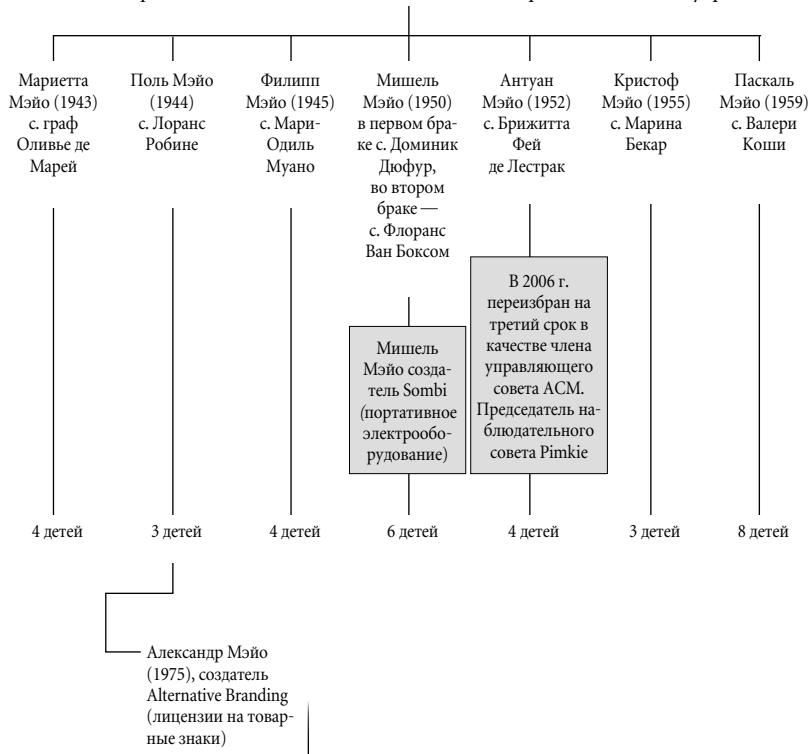 Мариетта
Мэйо (1943)
с. граф
Оливье де
Марей
Поль Мэйо
(1944)
с. Лоранс
Робине
Филипп
Мэйо (1945)
с. Мари-
Одиль
Муано
Мишель
Мэйо (1950)
в первом бра-
ке с. Доминик
Дюфур,
во втором
браке —
с. Флоранс
Ван Боксом
Антуан
Мэйо (1952)
с. Брижитта
Фей
де Лестрак
Кристоф
Мэйо (1955)
с. Марина
Бекар
Паскаль
Мэйо (1959)
с. Валери
Коши
Мишель
Мэйо созда-
тель Sombi
(портативное
электрообо-
рудование)
В 2006 г.
переизбран на
третий срок в
качестве члена
управляющего
совета АСМ.
Председатель на-
блюдательного
совета Pimkie
4 детей
3 детей
4 детей
6 детей
4 детей
3 детей
8 детей
Александр Мэйо
(1975), создатель
Alternative Branding
(лицензии на товар-
ные знаки)